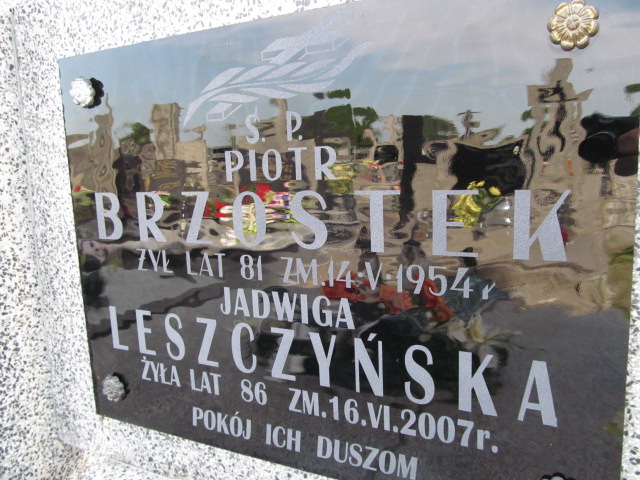 Ś. P.
PIOTR
BRZOSTEK
ŻYŁ LAT 81 ZM.14.V.1954r
JADWIGA
LESZCZYŃSKA
ŻYŁA LAT 86 ZM.16.VI.2007r.
POKÓJ ICH DUSZOM